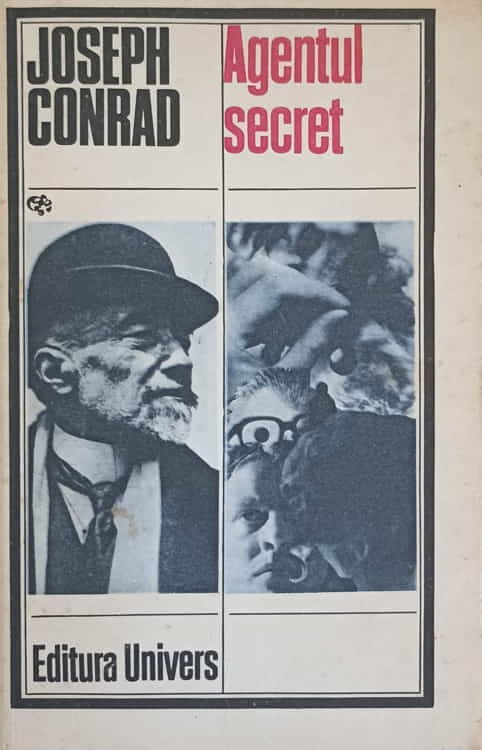 JOSEPH
CONRAD
Agentul
secret
Editura Univers